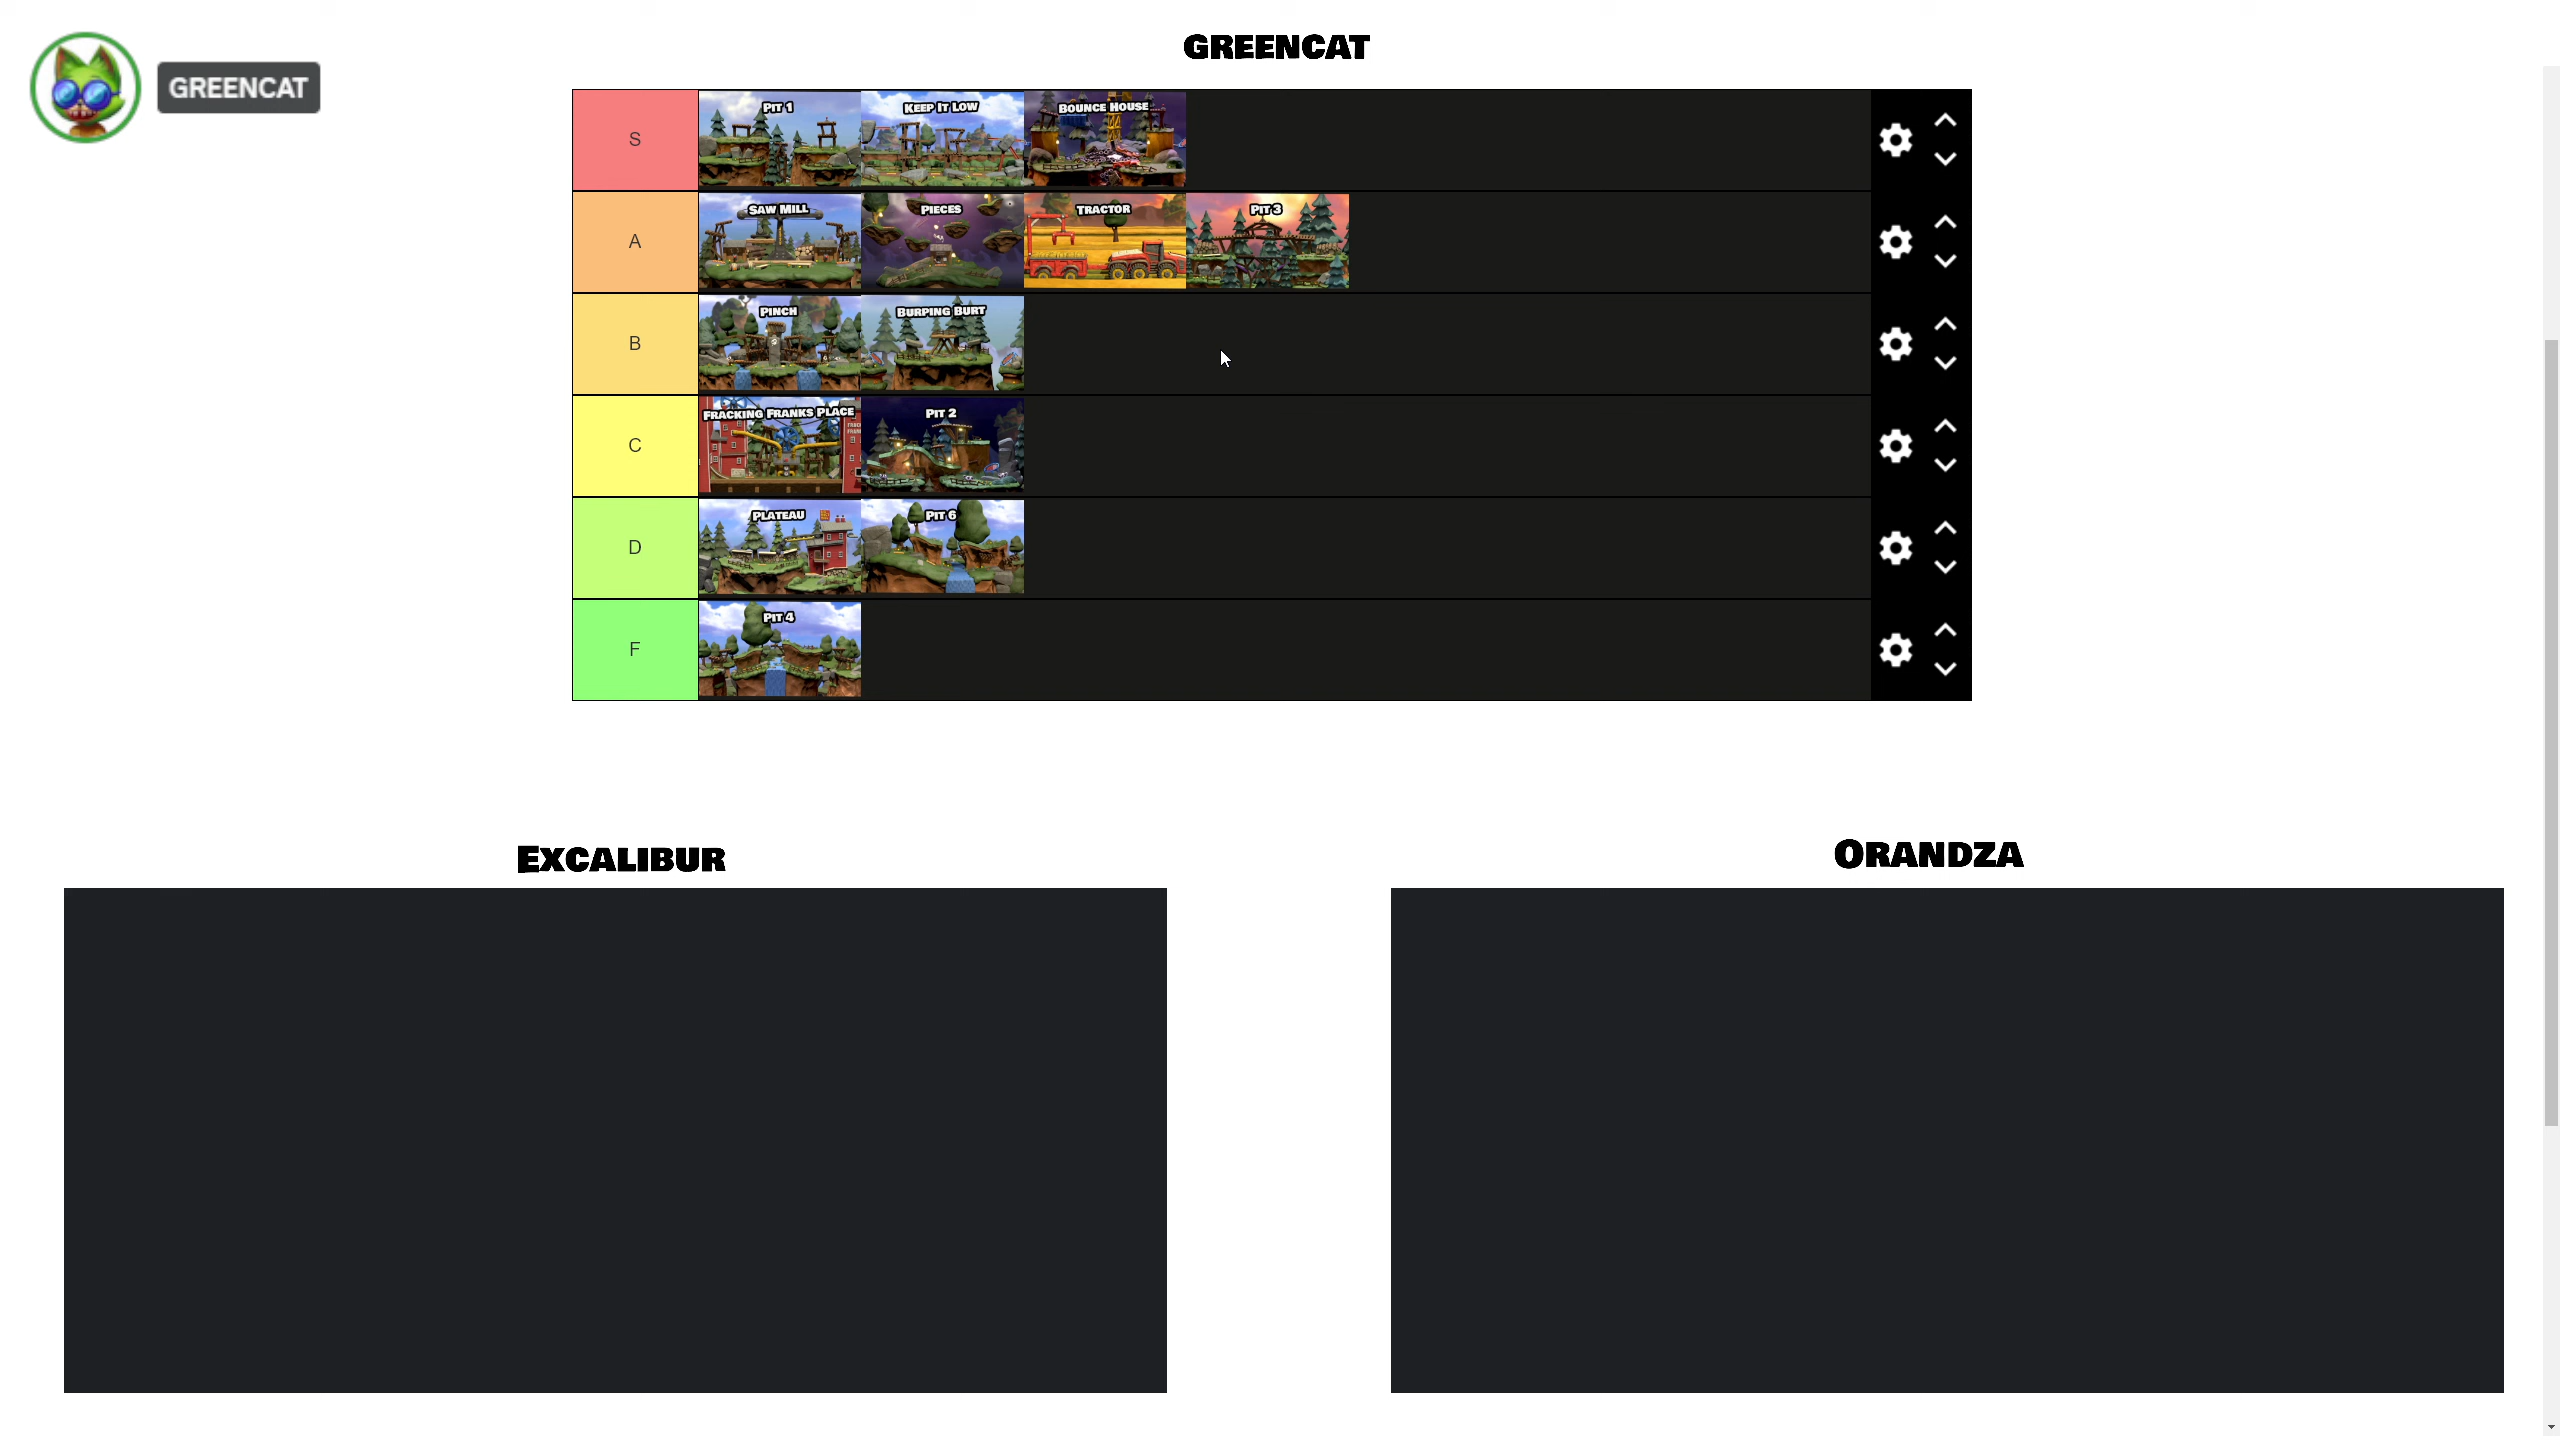 GREENCAT
GREENCAT
S
PIT 1
KEEP IT LOW
BOUNCE HOUSE
A
SAW MILL
PIECES
TRACTOR
PIT 3
B
PINCH
BURPING BURT
C
FRACKING FRANKS PLACE
PIT 2
D
PLATEAU
PIT 6
F
PIT 4
EXCALIBUR
ORANDZA